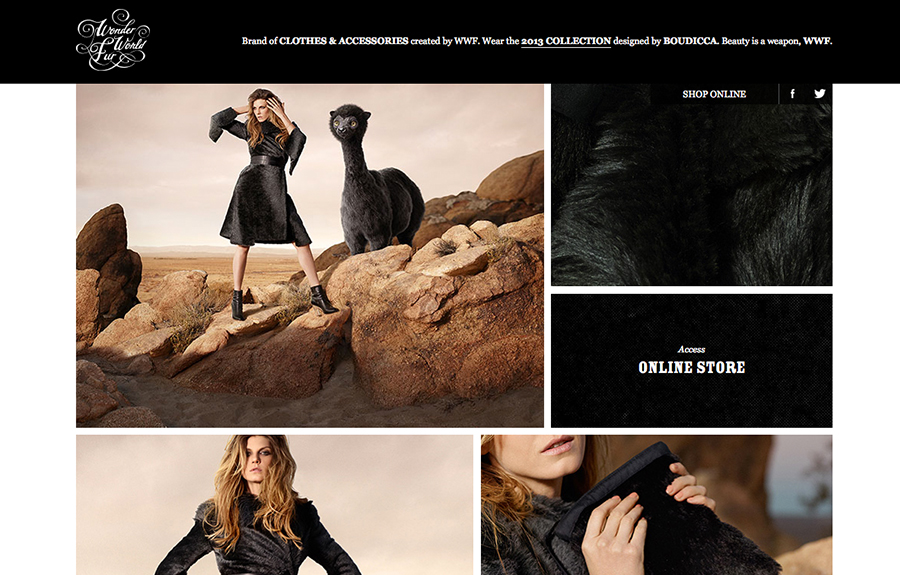 Wonder
World
Fur
Brand of CLOTHES & ACCESSORIES created by WWF. Wear the 2013 COLLECTION designed by BOUDICCA. Beauty is a weapon, WWF.
SHOP ONLINE
f
Access
ONLINE STORE